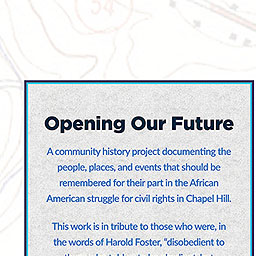 54
Opening Our Future
A community history project documenting the
people, places, and events that should be
remembered for their part in the African
American struggle for civil rights in Chapel Hill.
This work is in tribute to those who were, in
the words of Harold Foster, "disobedient to